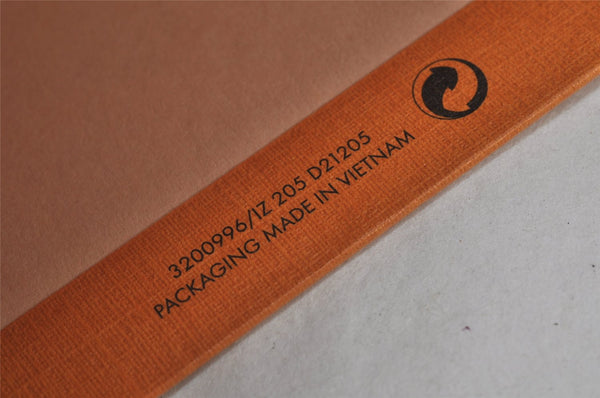 3200996/IZ 205 D21205
PACKAGING MADE IN VIETNAM